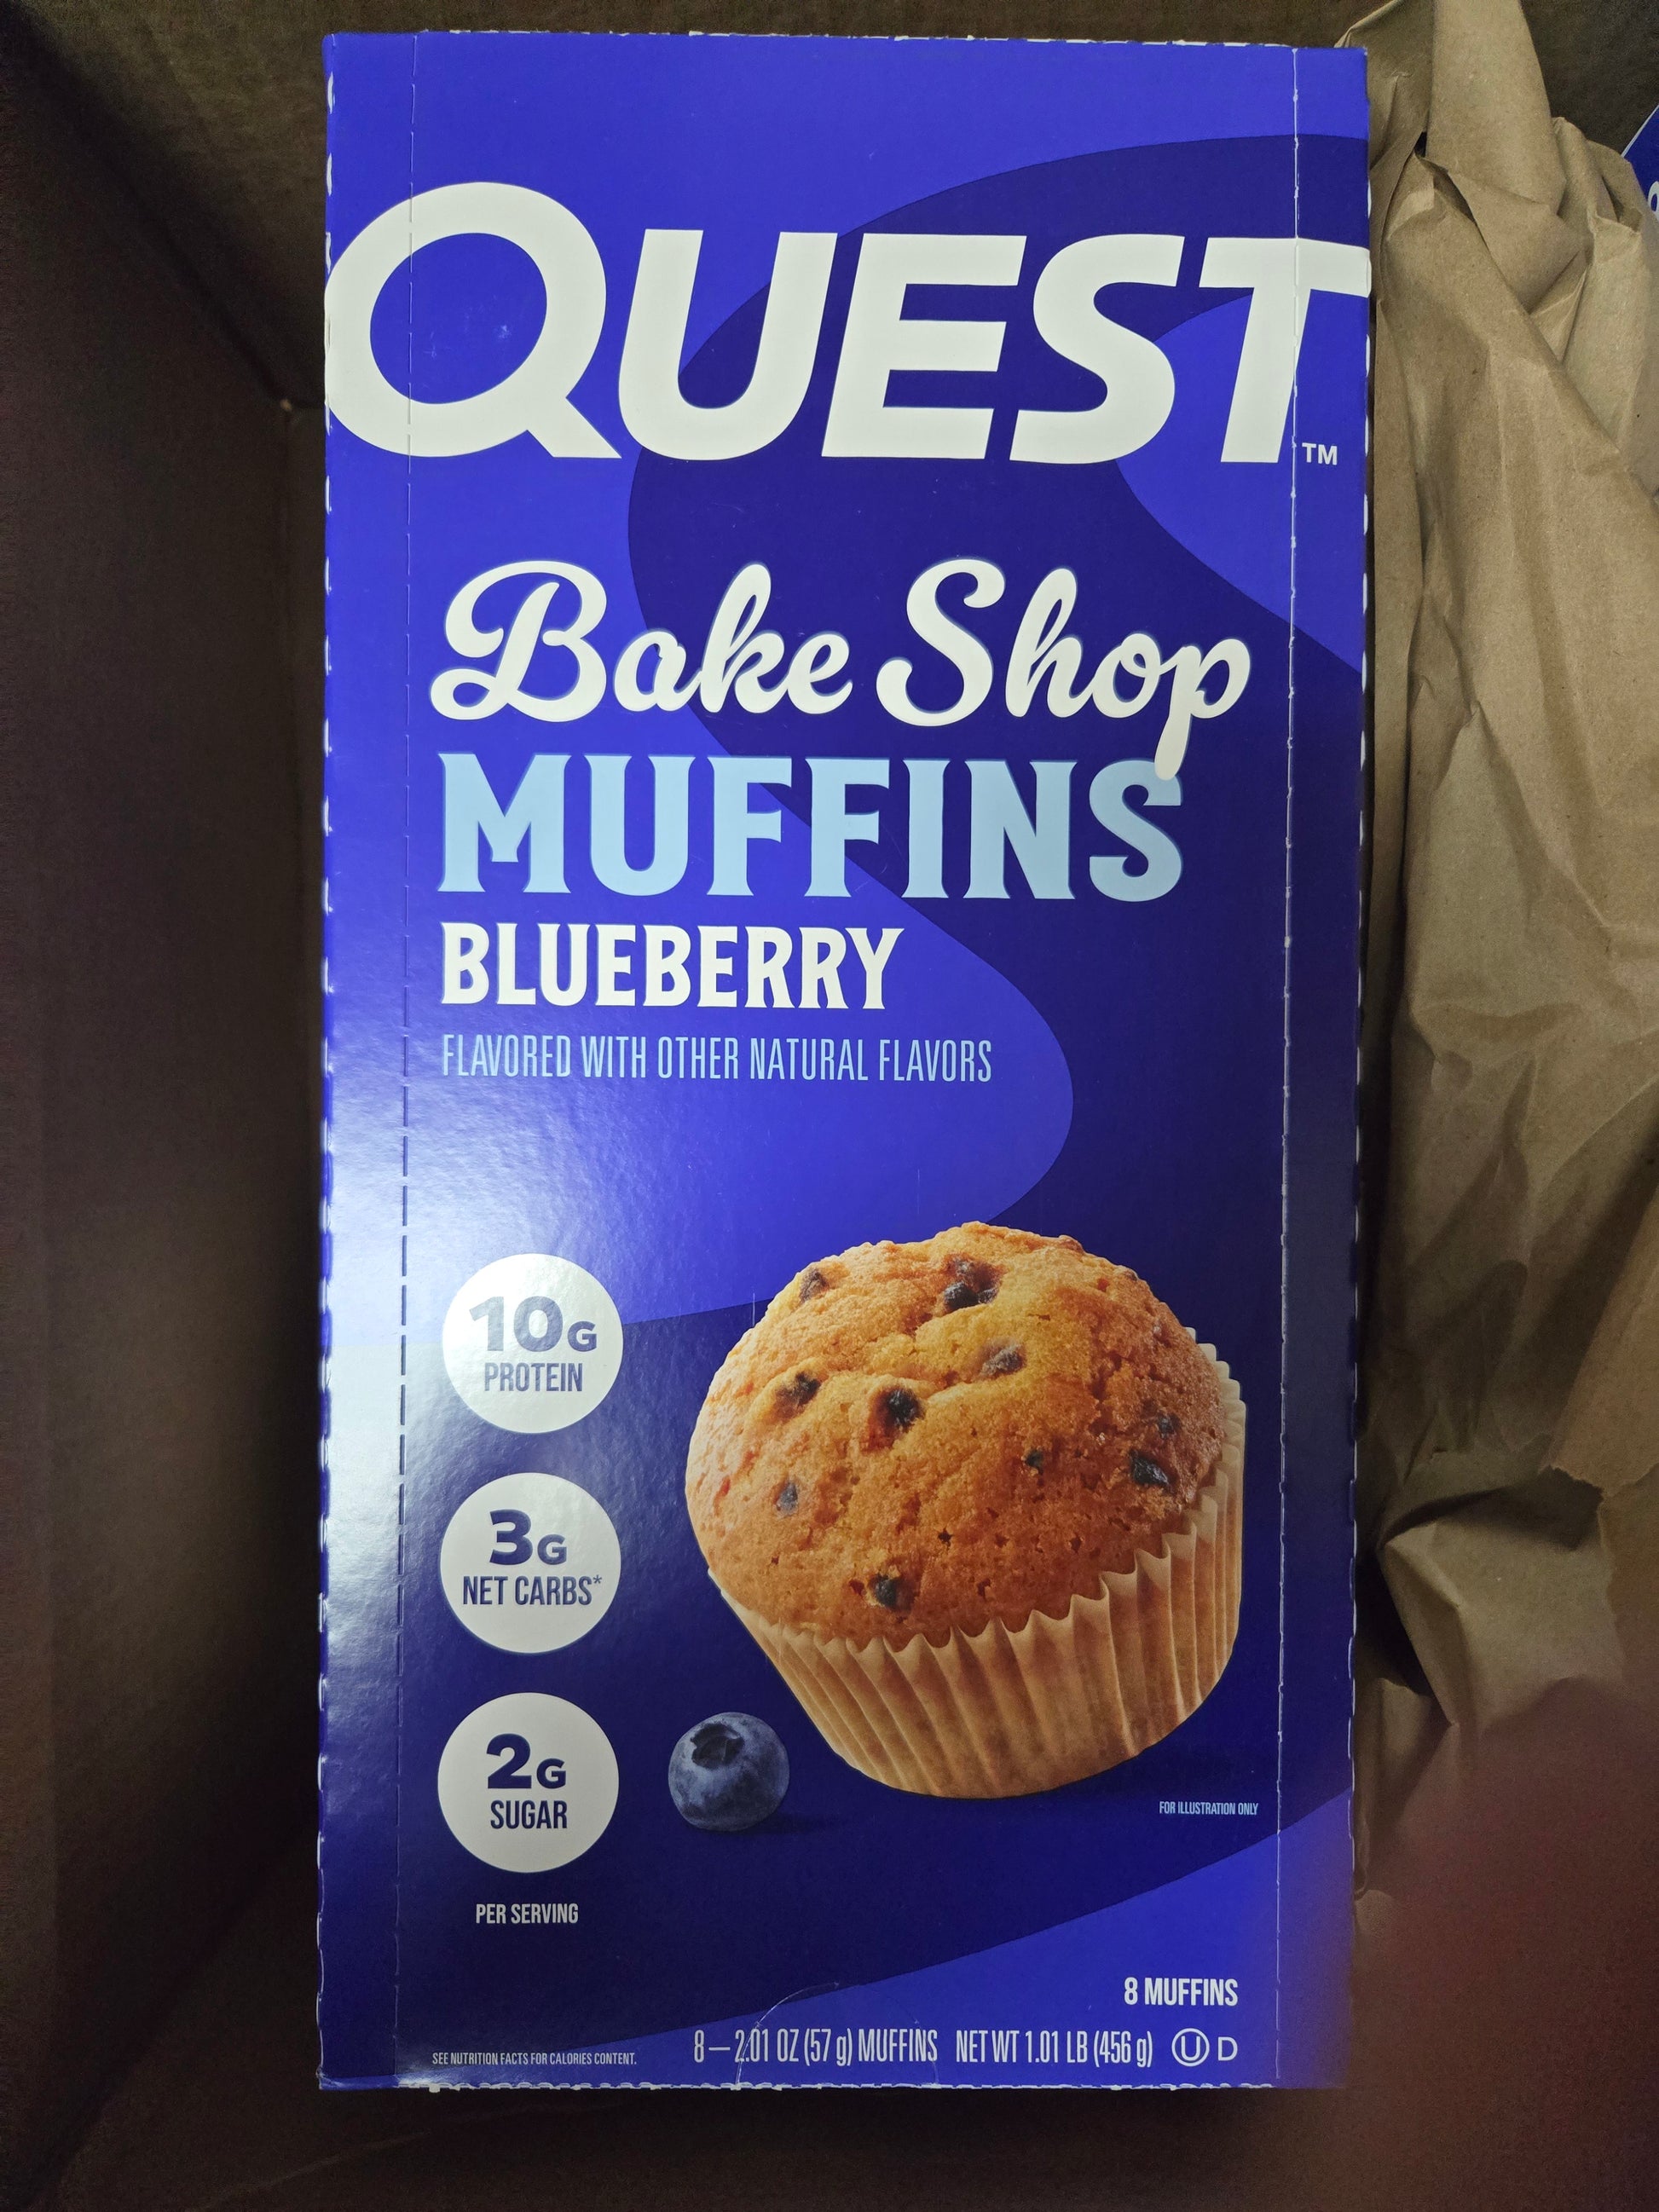 QUEST™
Bake Shop
MUFFINS
BLUEBERRY
FLAVORED WITH OTHER NATURAL FLAVORS
10G
PROTEIN
3G
NET CARBS*
2G
SUGAR
PER SERVING
FOR ILLUSTRATION ONLY
8 MUFFINS
SEE NUTRITION FACTS FOR CALORIES CONTENT.
8 – 2.01 OZ (57 g) MUFFINS NET WT 1.01 LB (456 g) Ⓤ D